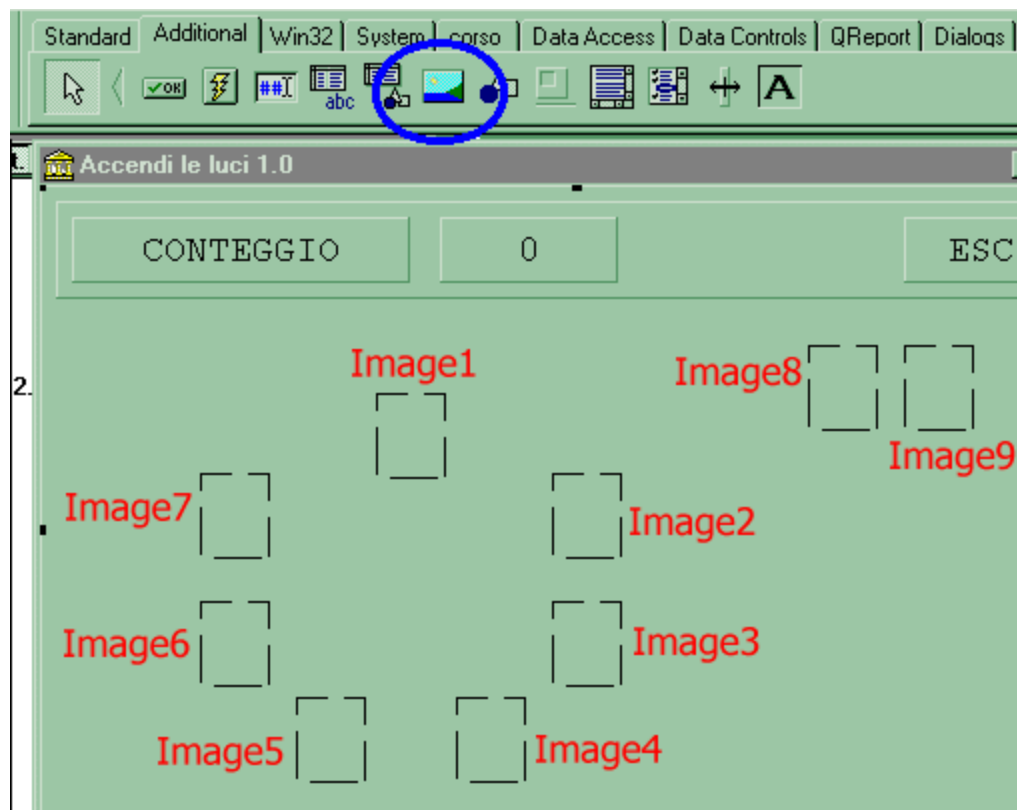 Standard Additional Win32 System corso Data Access Data Controls QReport Dialogs
OK ##I abc A
Accendi le luci 1.0
CONTEGGIO 0 ESC
2.
Image1
Image8
Image9
Image7
Image2
Image6
Image3
Image5
Image4